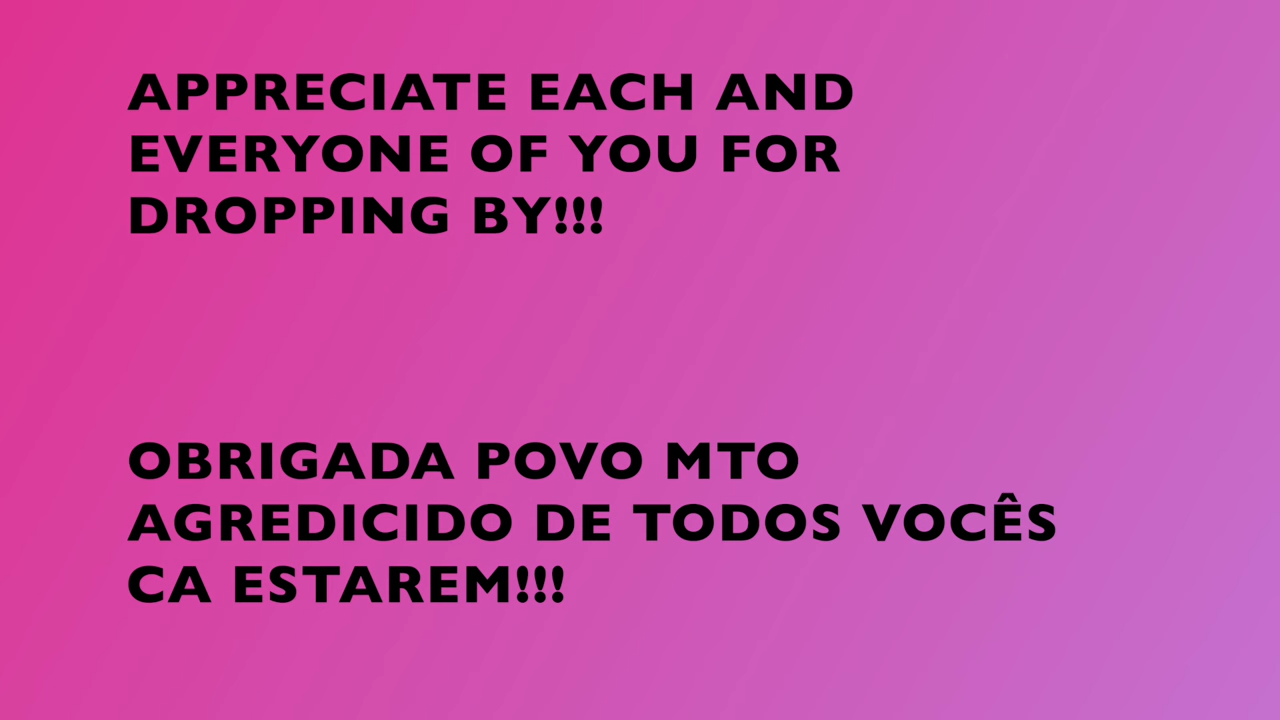 APPRECIATE EACH AND
EVERYONE OF YOU FOR
DROPPING BY!!!
OBRIGADA POVO MTO
AGREDICIDO DE TODOS VOCÊS
CA ESTAREM!!!